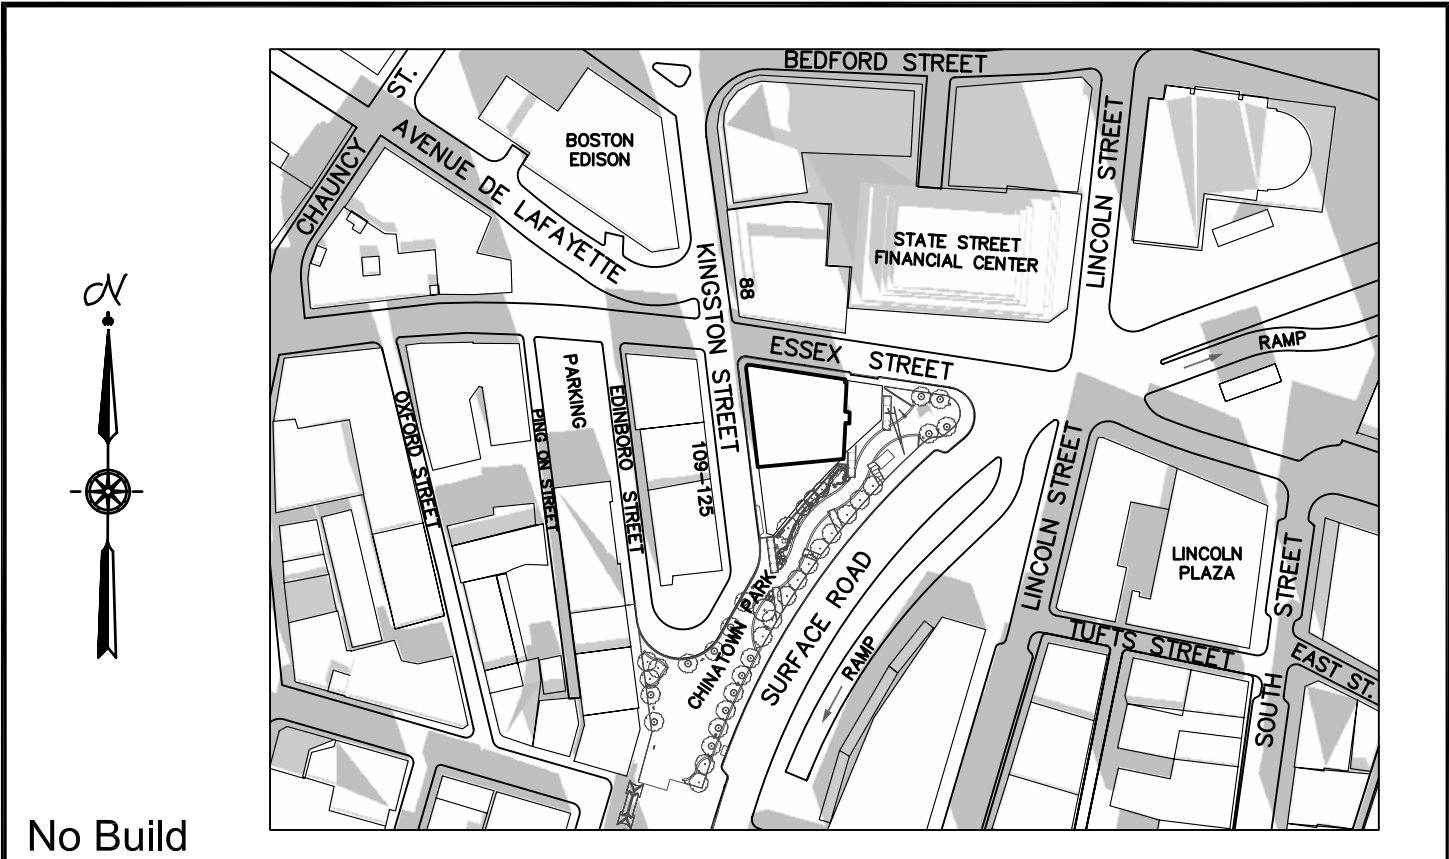 BEDFORD STREET
ST.
BOSTON
EDISON
AVENUE DE LAFAYETTE
CHAUNCY
LINCOLN STREET
STATE STREET
FINANCIAL CENTER
KINGSTON STREET
88
N
ESSEX STREET
RAMP
PARKING
OXFORD STREET
PING ON STREET
EDINBORO STREET
109-125
LINCOLN STREET
LINCOLN
PLAZA
CHINATOWN PARK
SURFACE ROAD
RAMP
TUFTS STREET
SOUTH STREET
EAST ST.
No Build